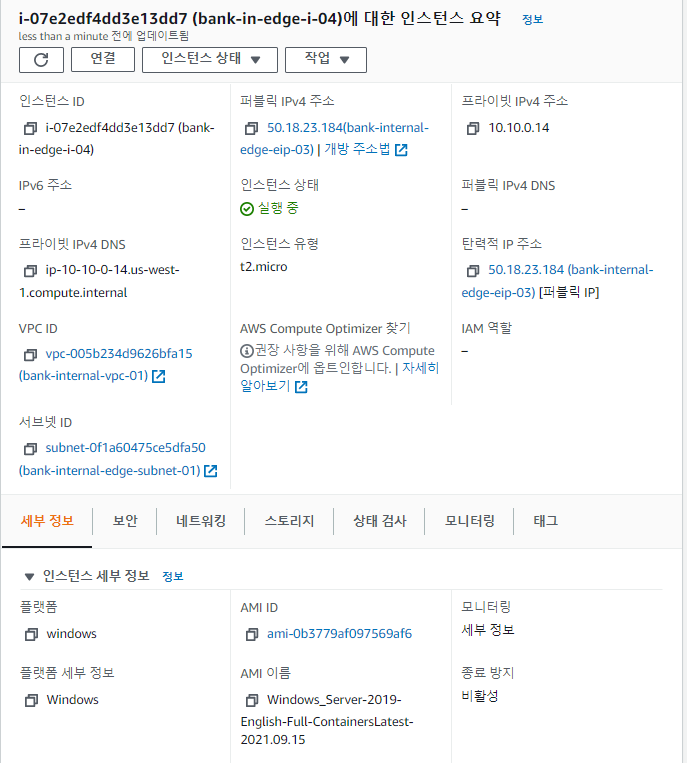 i-07e2edf4dd3e13dd7 (bank-in-edge-i-04)에 대한 인스턴스 요약 정보
less than a minute 전에 업데이트됨
연결 인스턴스 상태 작업
인스턴스 ID
i-07e2edf4dd3e13dd7 (bank-
in-edge-i-04)
퍼블릭 IPv4 주소
50.18.23.184(bank-internal-
edge-eip-03) | 개방 주소법
프라이빗 IPv4 주소
10.10.0.14
IPv6 주소
–
인스턴스 상태
실행 중
퍼블릭 IPv4 DNS
–
프라이빗 IPv4 DNS
ip-10-10-0-14.us-west-
1.compute.internal
인스턴스 유형
t2.micro
탄력적 IP 주소
50.18.23.184 (bank-internal-
edge-eip-03) [퍼블릭 IP]
VPC ID
vpc-005b234d9626bfa15
(bank-internal-vpc-01)
AWS Compute Optimizer 찾기
권장 사항을 위해 AWS Compute
Optimizer에 옵트인합니다. | 자세히
알아보기
IAM 역할
–
서브넷 ID
subnet-0f1a60475ce5dfa50
(bank-internal-edge-subnet-01)
세부 정보 보안 네트워킹 스토리지 상태 검사 모니터링 태그
인스턴스 세부 정보 정보
플랫폼
windows
AMI ID
ami-0b3779af097569af6
모니터링
세부 정보
플랫폼 세부 정보
Windows
AMI 이름
Windows_Server-2019-
English-Full-ContainersLatest-
2021.09.15
종료 방지
비활성